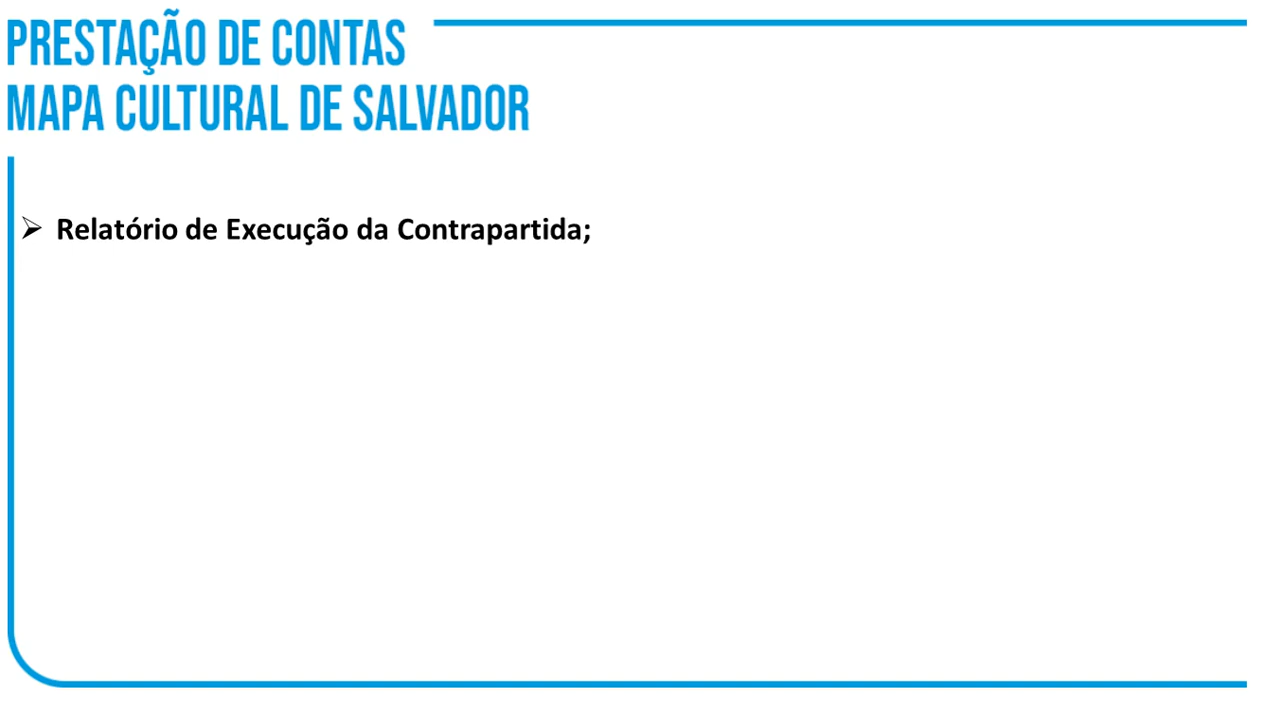 PRESTAÇÃO DE CONTAS
MAPA CULTURAL DE SALVADOR
➢ Relatório de Execução da Contrapartida;